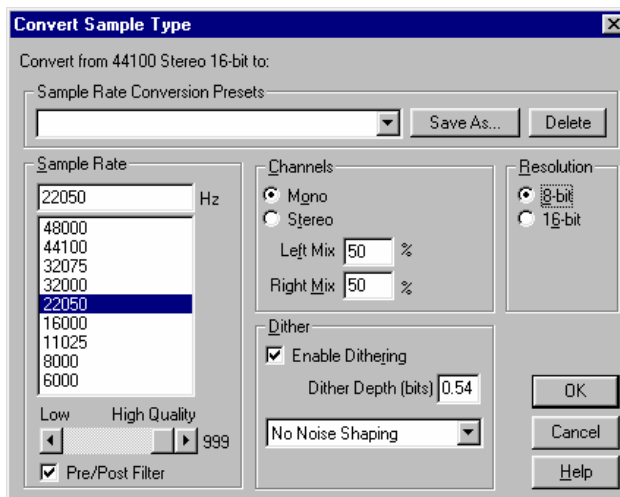 Convert Sample Type
Convert from 44100 Stereo 16-bit to:
Sample Rate Conversion Presets
Save As...
Delete
Sample Rate
22050 Hz
48000
44100
32075
32000
22050
16000
11025
8000
6000
Low High Quality
999
Pre/Post Filter
Channels
Mono
Stereo
Left Mix 50 %
Right Mix 50 %
Dither
Enable Dithering
Dither Depth (bits) 0.54
No Noise Shaping
Resolution
8-bit
16-bit
OK
Cancel
Help